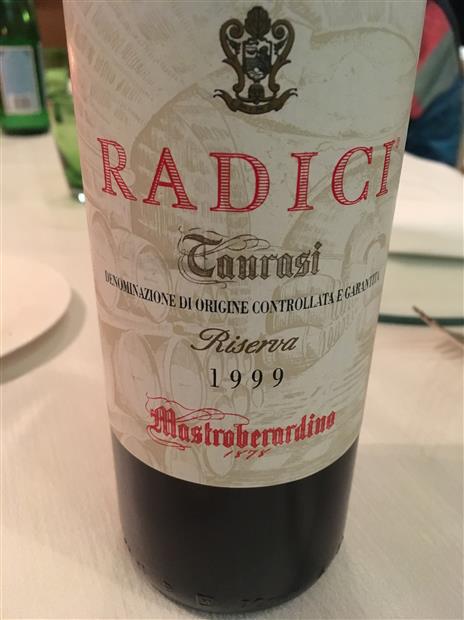 RADICI
Taurasi
DENOMINAZIONE DI ORIGINE CONTROLLATA E GARANTITA
Riserva
1999
Mastroberardino
1878